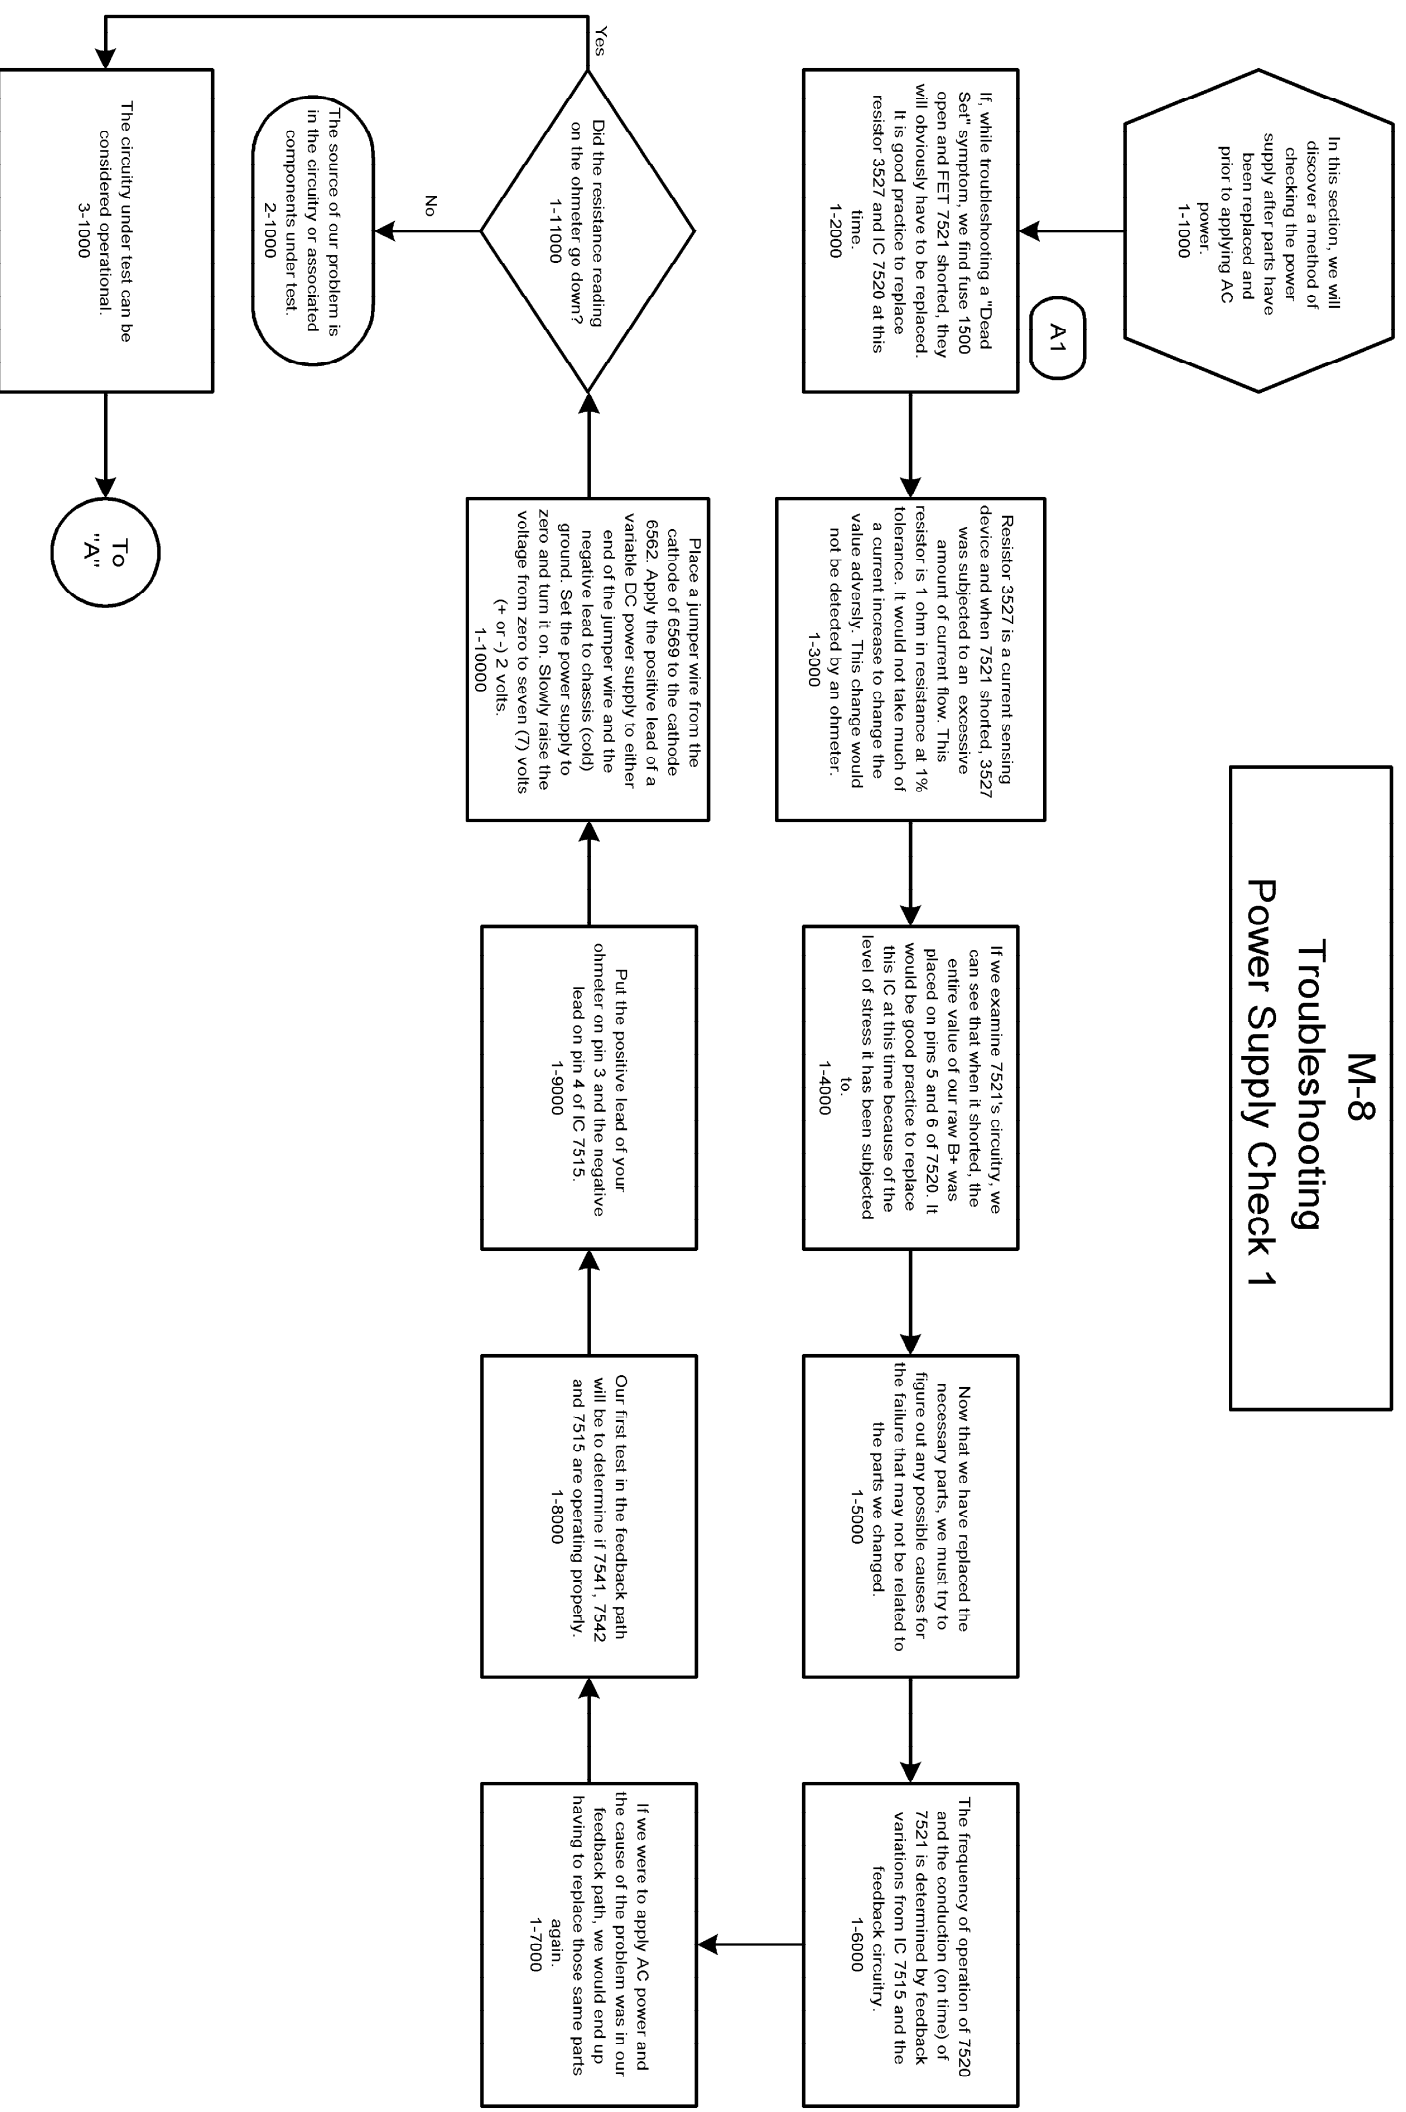 M-8
Troubleshooting
Power Supply Check 1
In this section, we will
discover a method of
checking the power
supply after parts have
been replaced and
prior to applying AC
power.
1-1000
A1
If, while troubleshooting a "Dead
Set" symptom, we find fuse 1500
open and FET 7521 shorted, they
will obviously have to be replaced.
It is good practice to replace
resistor 3527 and IC 7520 at this
time.
1-2000
Resistor 3527 is a current sensing
device and when 7521 shorted, 3527
was subjected to an excessive
amount of current flow. This
resistor is 1 ohm in resistance at 1%
tolerance. It would not take much of
a current increase to change the
value adversly. This change would
not be detected by an ohmeter.
1-3000
If we examine 7521's circuitry, we
can see that when it shorted, the
entire value of our raw B+ was
placed on pins 5 and 6 of 7520. It
would be good practice to replace
this IC at this time because of the
level of stress it has been subjected
to.
1-4000
Now that we have replaced the
necessary parts, we must try to
figure out any possible causes for
the failure that may not be related to
the parts we changed.
1-5000
The frequency of operation of 7520
and the conduction (on time) of
7521 is determined by feedback
variations from IC 7515 and the
feedback circuitry.
1-6000
If we were to apply AC power and
the cause of the problem was in our
feedback path, we would end up
having to replace those same parts
again.
1-7000
Our first test in the feedback path
will be to determine if 7541, 7542
and 7515 are operating properly.
1-8000
Put the positive lead of your
ohmeter on pin 3 and the negative
lead on pin 4 of IC 7515.
1-9000
Place a jumper wire from the
cathode of 6569 to the cathode
6562. Apply the positive lead of a
variable DC power supply to either
end of the jumper wire and the
negative lead to chassis (cold)
ground. Set the power supply to
zero and turn it on. Slowly raise the
voltage from zero to seven (7) volts
(+ or -) 2 volts.
1-10000
Did the resistance reading
on the ohmeter go down?
1-11000
Yes
No
The source of our problem is
in the circuitry or associated
components under test.
2-1000
The circuitry under test can be
considered operational.
3-1000
To
"A"